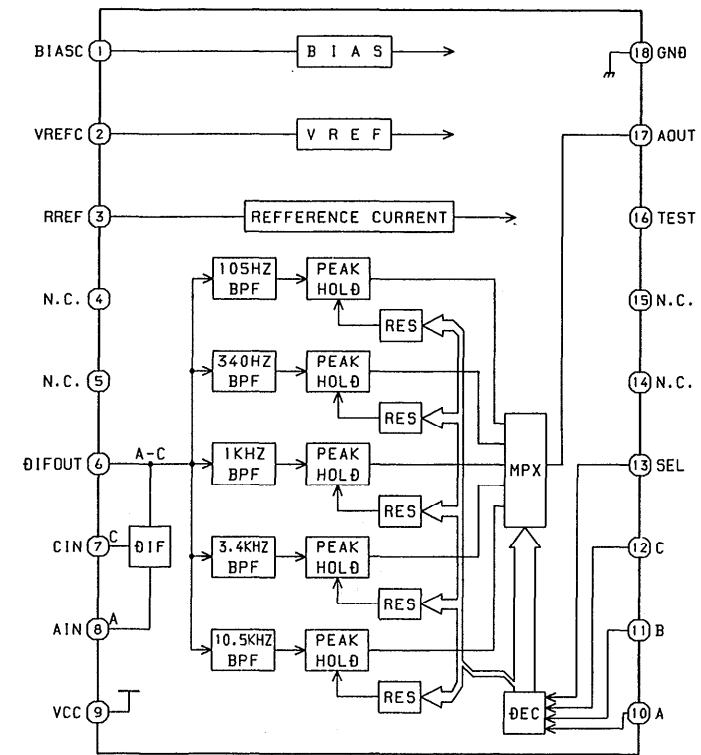 BIASC 1 B I A S 18 GND
VREFC 2 V R E F 17 AOUT
RREF 3 REFFERENCE CURRENT 16 TEST
105HZ BPF
PEAK HOLD
N.C. 4 15 N.C.
RES
340HZ BPF
PEAK HOLD
N.C. 5 14 N.C.
RES
A-C
DIFOUT 6 13 SEL
1KHZ BPF
PEAK HOLD
MPX
RES
C
CIN 7 DIF 12 C
3.4KHZ BPF
PEAK HOLD
RES
A
AIN 8 11 B
10.5KHZ BPF
PEAK HOLD
RES
VCC 9 DEC 10 A